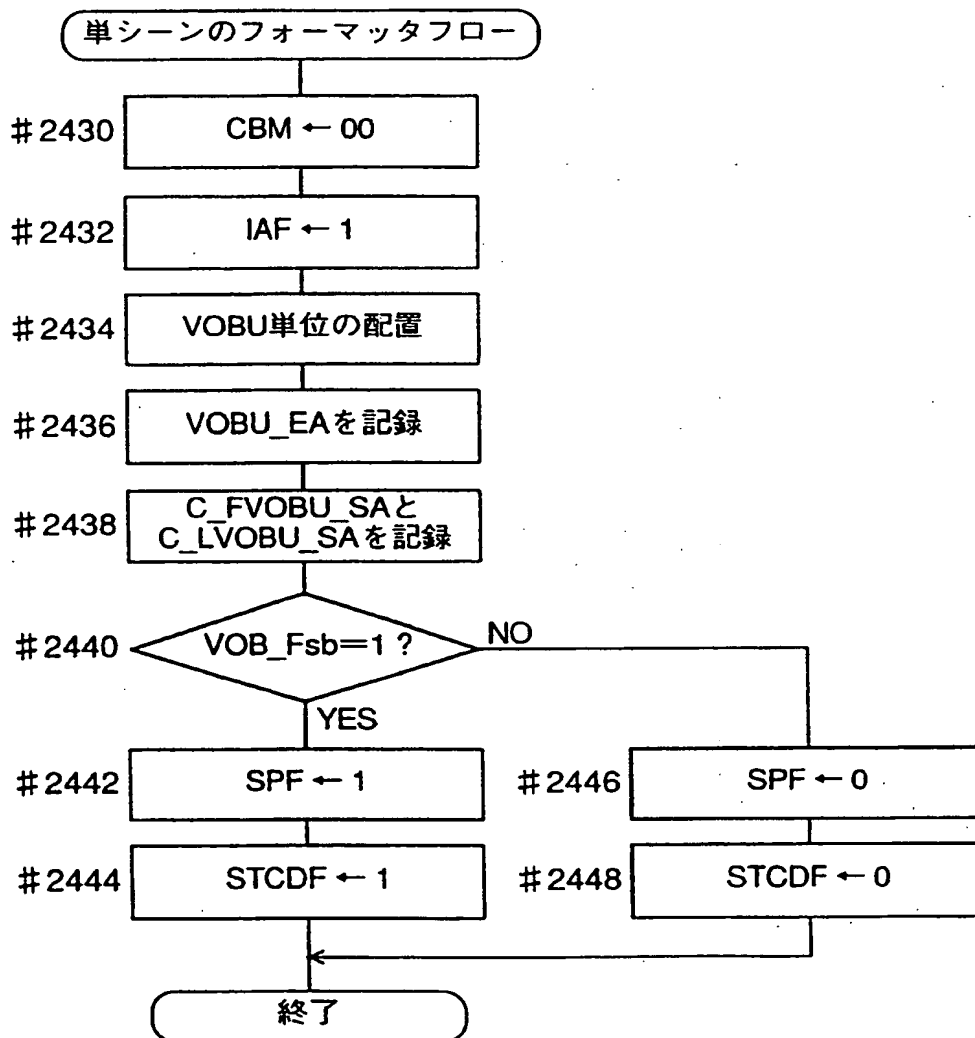 単シーンのフォーマッタフロー
#2430
CBM ← 00
#2432
IAF ← 1
#2434
VOBU単位の配置
#2436
VOBU_EAを記録
#2438
C_FVOBU_SAと
C_LVOBU_SAを記録
#2440
VOB_Fsb=1 ?
NO
YES
#2442
SPF ← 1
#2446
SPF ← 0
#2444
STCDF ← 1
#2448
STCDF ← 0
終了